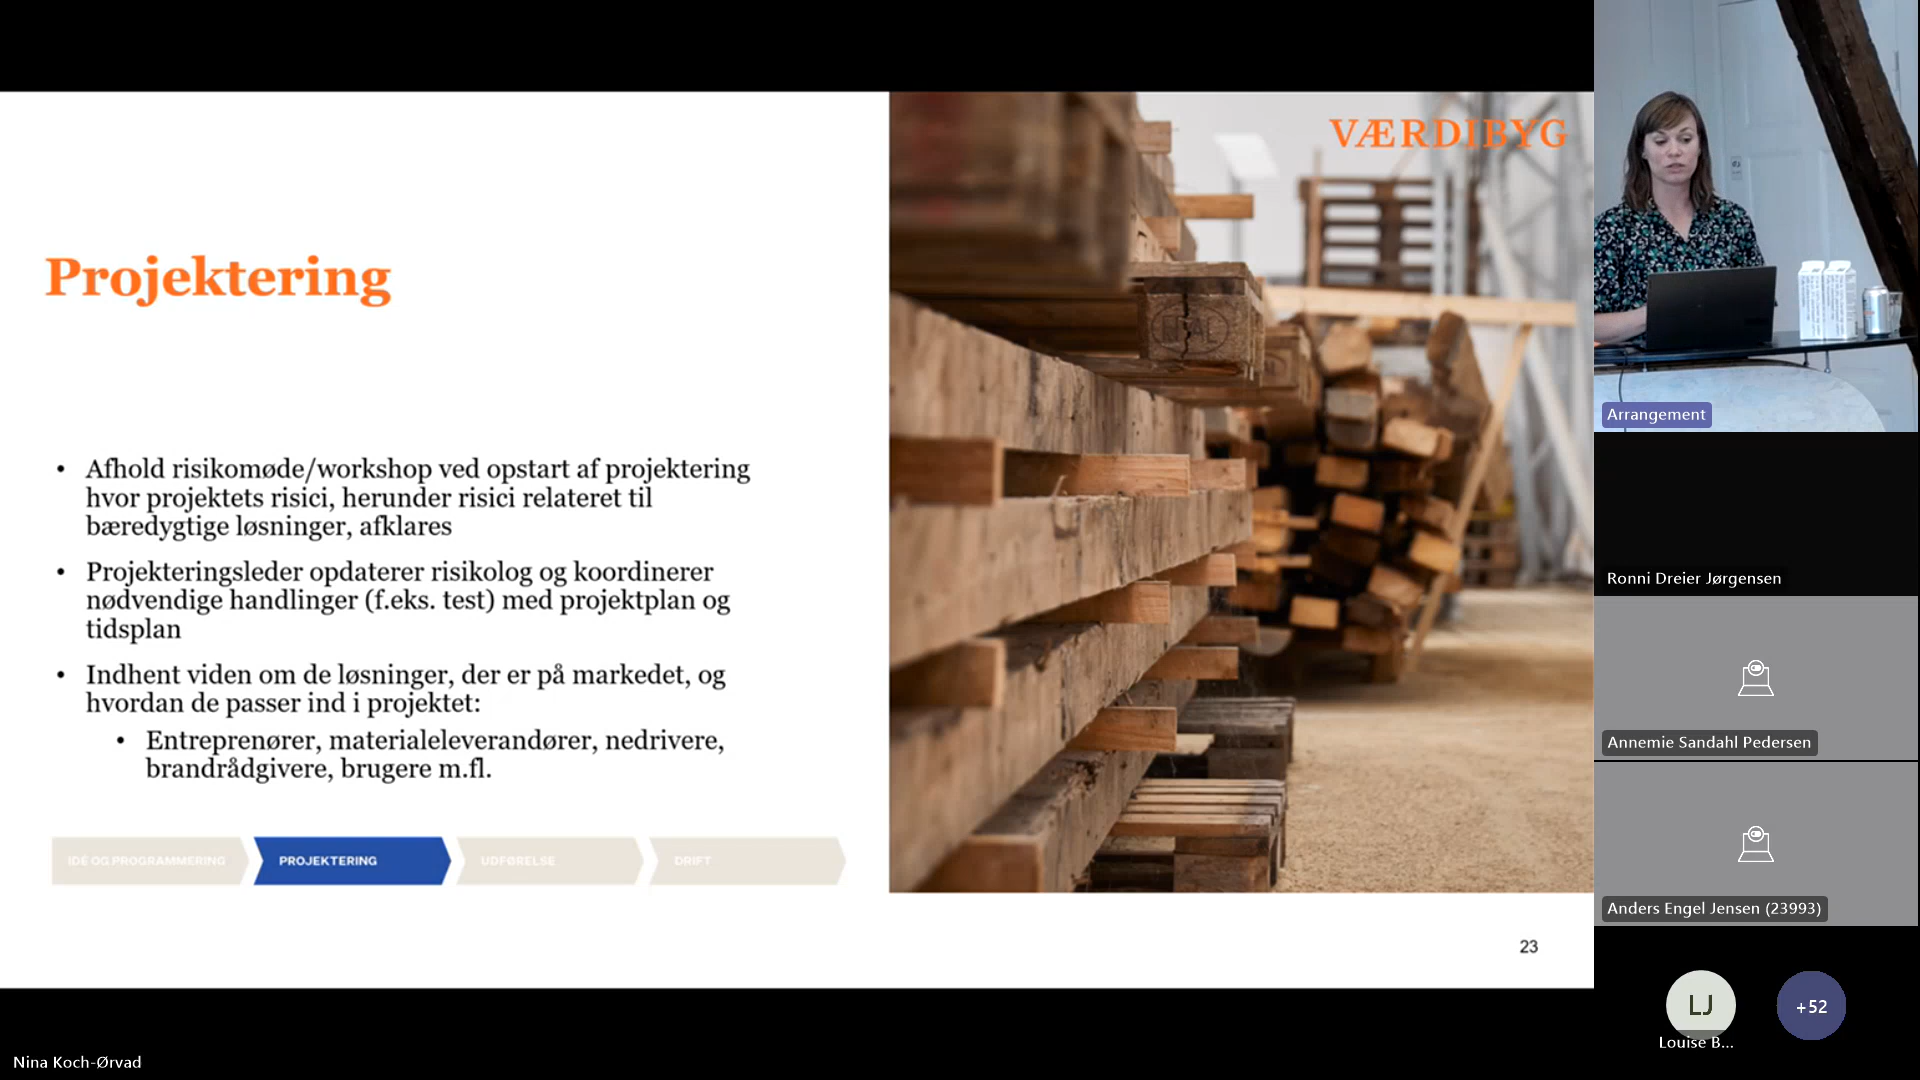 VÆRDIBYG
Projektering
• Afhold risikomøde/workshop ved opstart af projektering
hvor projektets risici, herunder risici relateret til
bæredygtige løsninger, afklares
• Projekteringsleder opdaterer risikolog og koordinerer
nødvendige handlinger (f.eks. test) med projektplan og
tidsplan
• Indhent viden om de løsninger, der er på markedet, og
hvordan de passer ind i projektet:
• Entreprenører, materialeleverandører, nedrivere,
brandrådgivere, brugere m.fl.
IDE OG PROGRAMMERING
PROJEKTERING
UDFØRELSE
DRIFT
23
Nina Koch-Ørvad
Arrangement
Ronni Dreier Jørgensen
Annemie Sandahl Pedersen
Anders Engel Jensen (23993)
LJ
+52
Louise B...